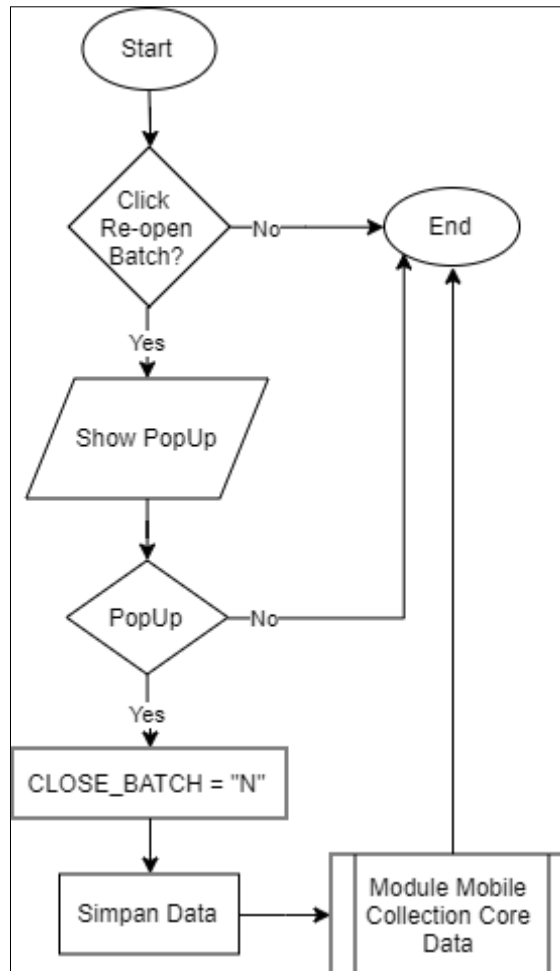 Start
Click
Re-open
Batch?
No
End
Yes
Show PopUp
PopUp
No
Yes
CLOSE_BATCH = "N"
Simpan Data
Module Mobile
Collection Core
Data